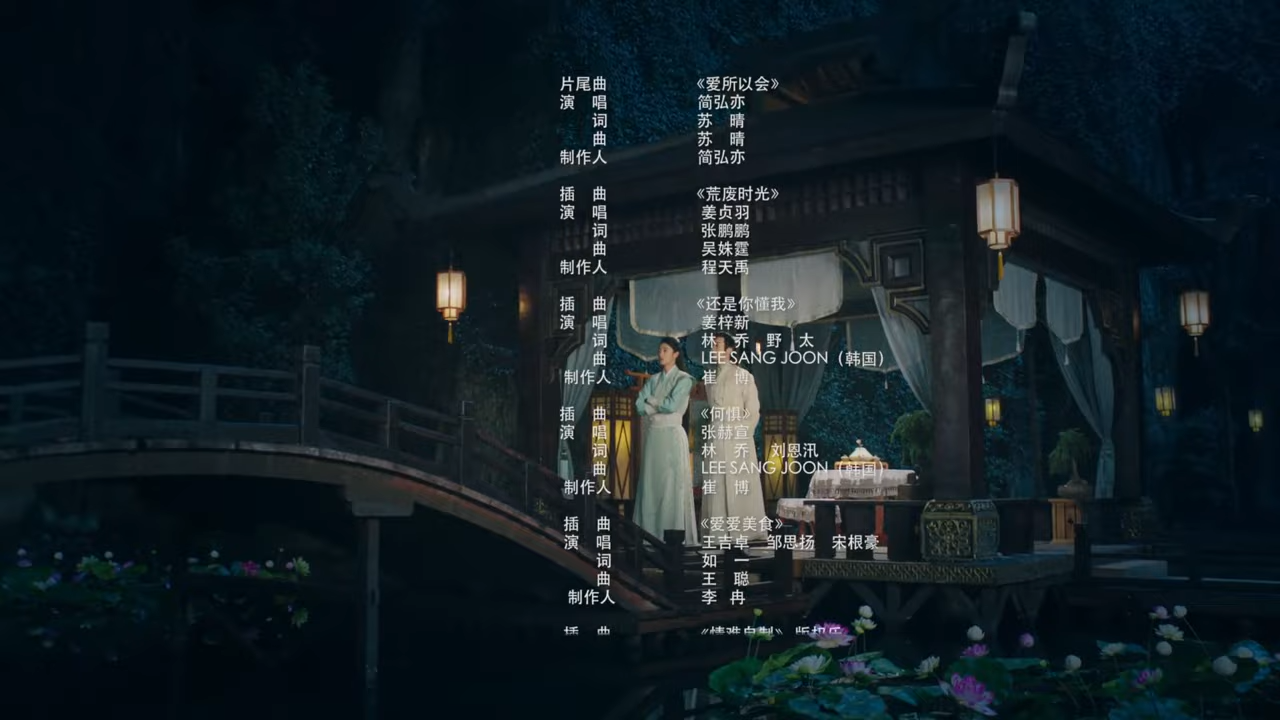 片尾曲 《爱所以会》
演 唱 简弘亦
词 苏 晴
曲 苏 晴
制作人 简弘亦
插 曲 《荒废时光》
演 唱 姜贞羽
词 张鹏鹏
曲 吴姝霆
制作人 程天禹
插 曲 《还是你懂我》
演 唱 姜梓新
词 林 乔 野 太
曲 LEE SANG JOON（韩国）
制作人 崔 博
插 曲 《何惧》
演 唱 张赫宣
词 林 乔 刘恩汛
曲 LEE SANG JOON（韩国）
制作人 崔 博
插 曲 《爱爱美食》
演 唱 王吉卓 邹思扬 宋根豪
词 如 一
曲 王 聪
制作人 李 冉
插 曲 《情难自制》